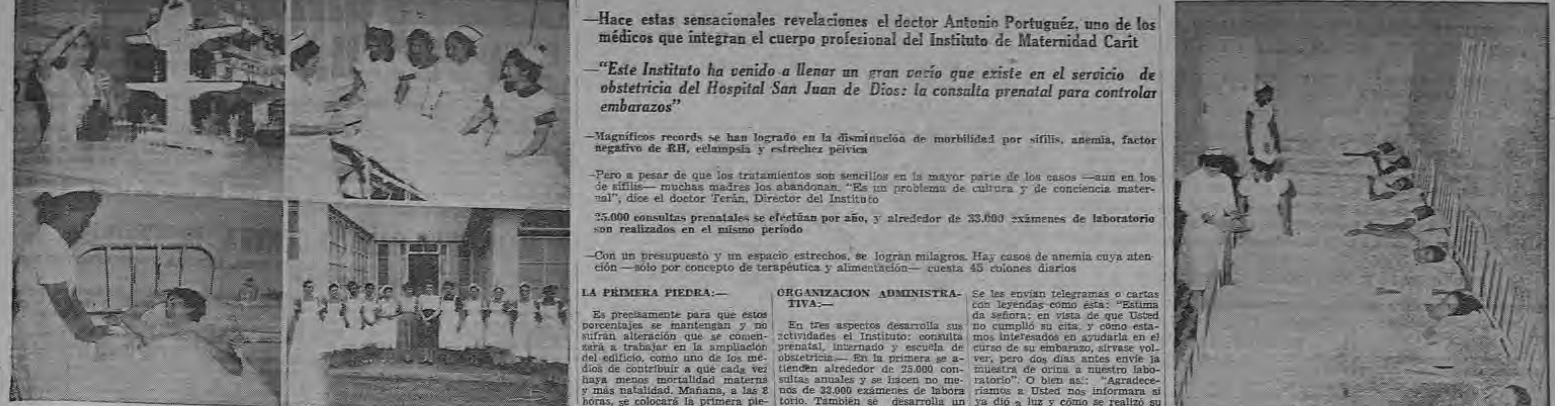 —Hace estas sensacionales revelaciones el doctor Antonio Portuguéz, uno de los
médicos que integran el cuerpo profesional del Instituto de Maternidad Carit
—"Este Instituto ha venido a llenar un gran vacío que existe en el servicio de
obstetricia del Hospital San Juan de Dios: la consulta prenatal para controlar
embarazos"
—Magníficos records se han logrado en la disminución de morbilidad por sífilis, anemia, factor
negativo de RH, eclampsia y estrechez pélvica
—Pero a pesar de que los tratamientos son sencillos en la mayor parte de los casos —aun en los
de sífilis— muchas madres los abandonan. "Es un problema de cultura y de conciencia mater-
nal", dice el doctor Terán, Director del Instituto
25.000 consultas prenatales se efectúan por año, y alrededor de 33.000 exámenes de laboratorio
son realizados en el mismo período
—Con un presupuesto y un espacio estrechos, se logran milagros. Hay casos de anemia cuya aten-
ción —sólo por concepto de terapéutica y alimentación— cuesta 45 colones diarios
LA PRIMERA PIEDRA:—
Es precisamente para que estos
porcentajes se mantengan y no
sufran alteración que se comen-
zará a trabajar en la ampliación
del edificio, como uno de los me-
dios de contribuir a que cada vez
haya menos mortalidad materna
y más natalidad. Mañana, a las 8
horas, se colocará la primera pie-
ORGANIZACION ADMINISTRA-
TIVA:—
En tres aspectos desarrolla sus
actividades el Instituto: consulta
prenatal, internado y escuela de
obstetricia.— En la primera se a-
tienden alrededor de 25.000 con-
sultas anuales y se hacen no me-
nos de 33.000 exámenes de labora
torio. También se desarrolla un
Se les envían telegramas o cartas
con leyendas como ésta: "Estima
da señora: en vista de que Usted
no cumplió su cita, y como esta-
mos interesados en ayudarla en el
curso de su embarazo, sírvase vol-
ver, pero dos días antes envíe la
muestra de orina a nuestro labo-
ratorio". O bien as.: "Agradece-
ríamos a Usted nos informara si
ya dió a luz y cómo se realizó su